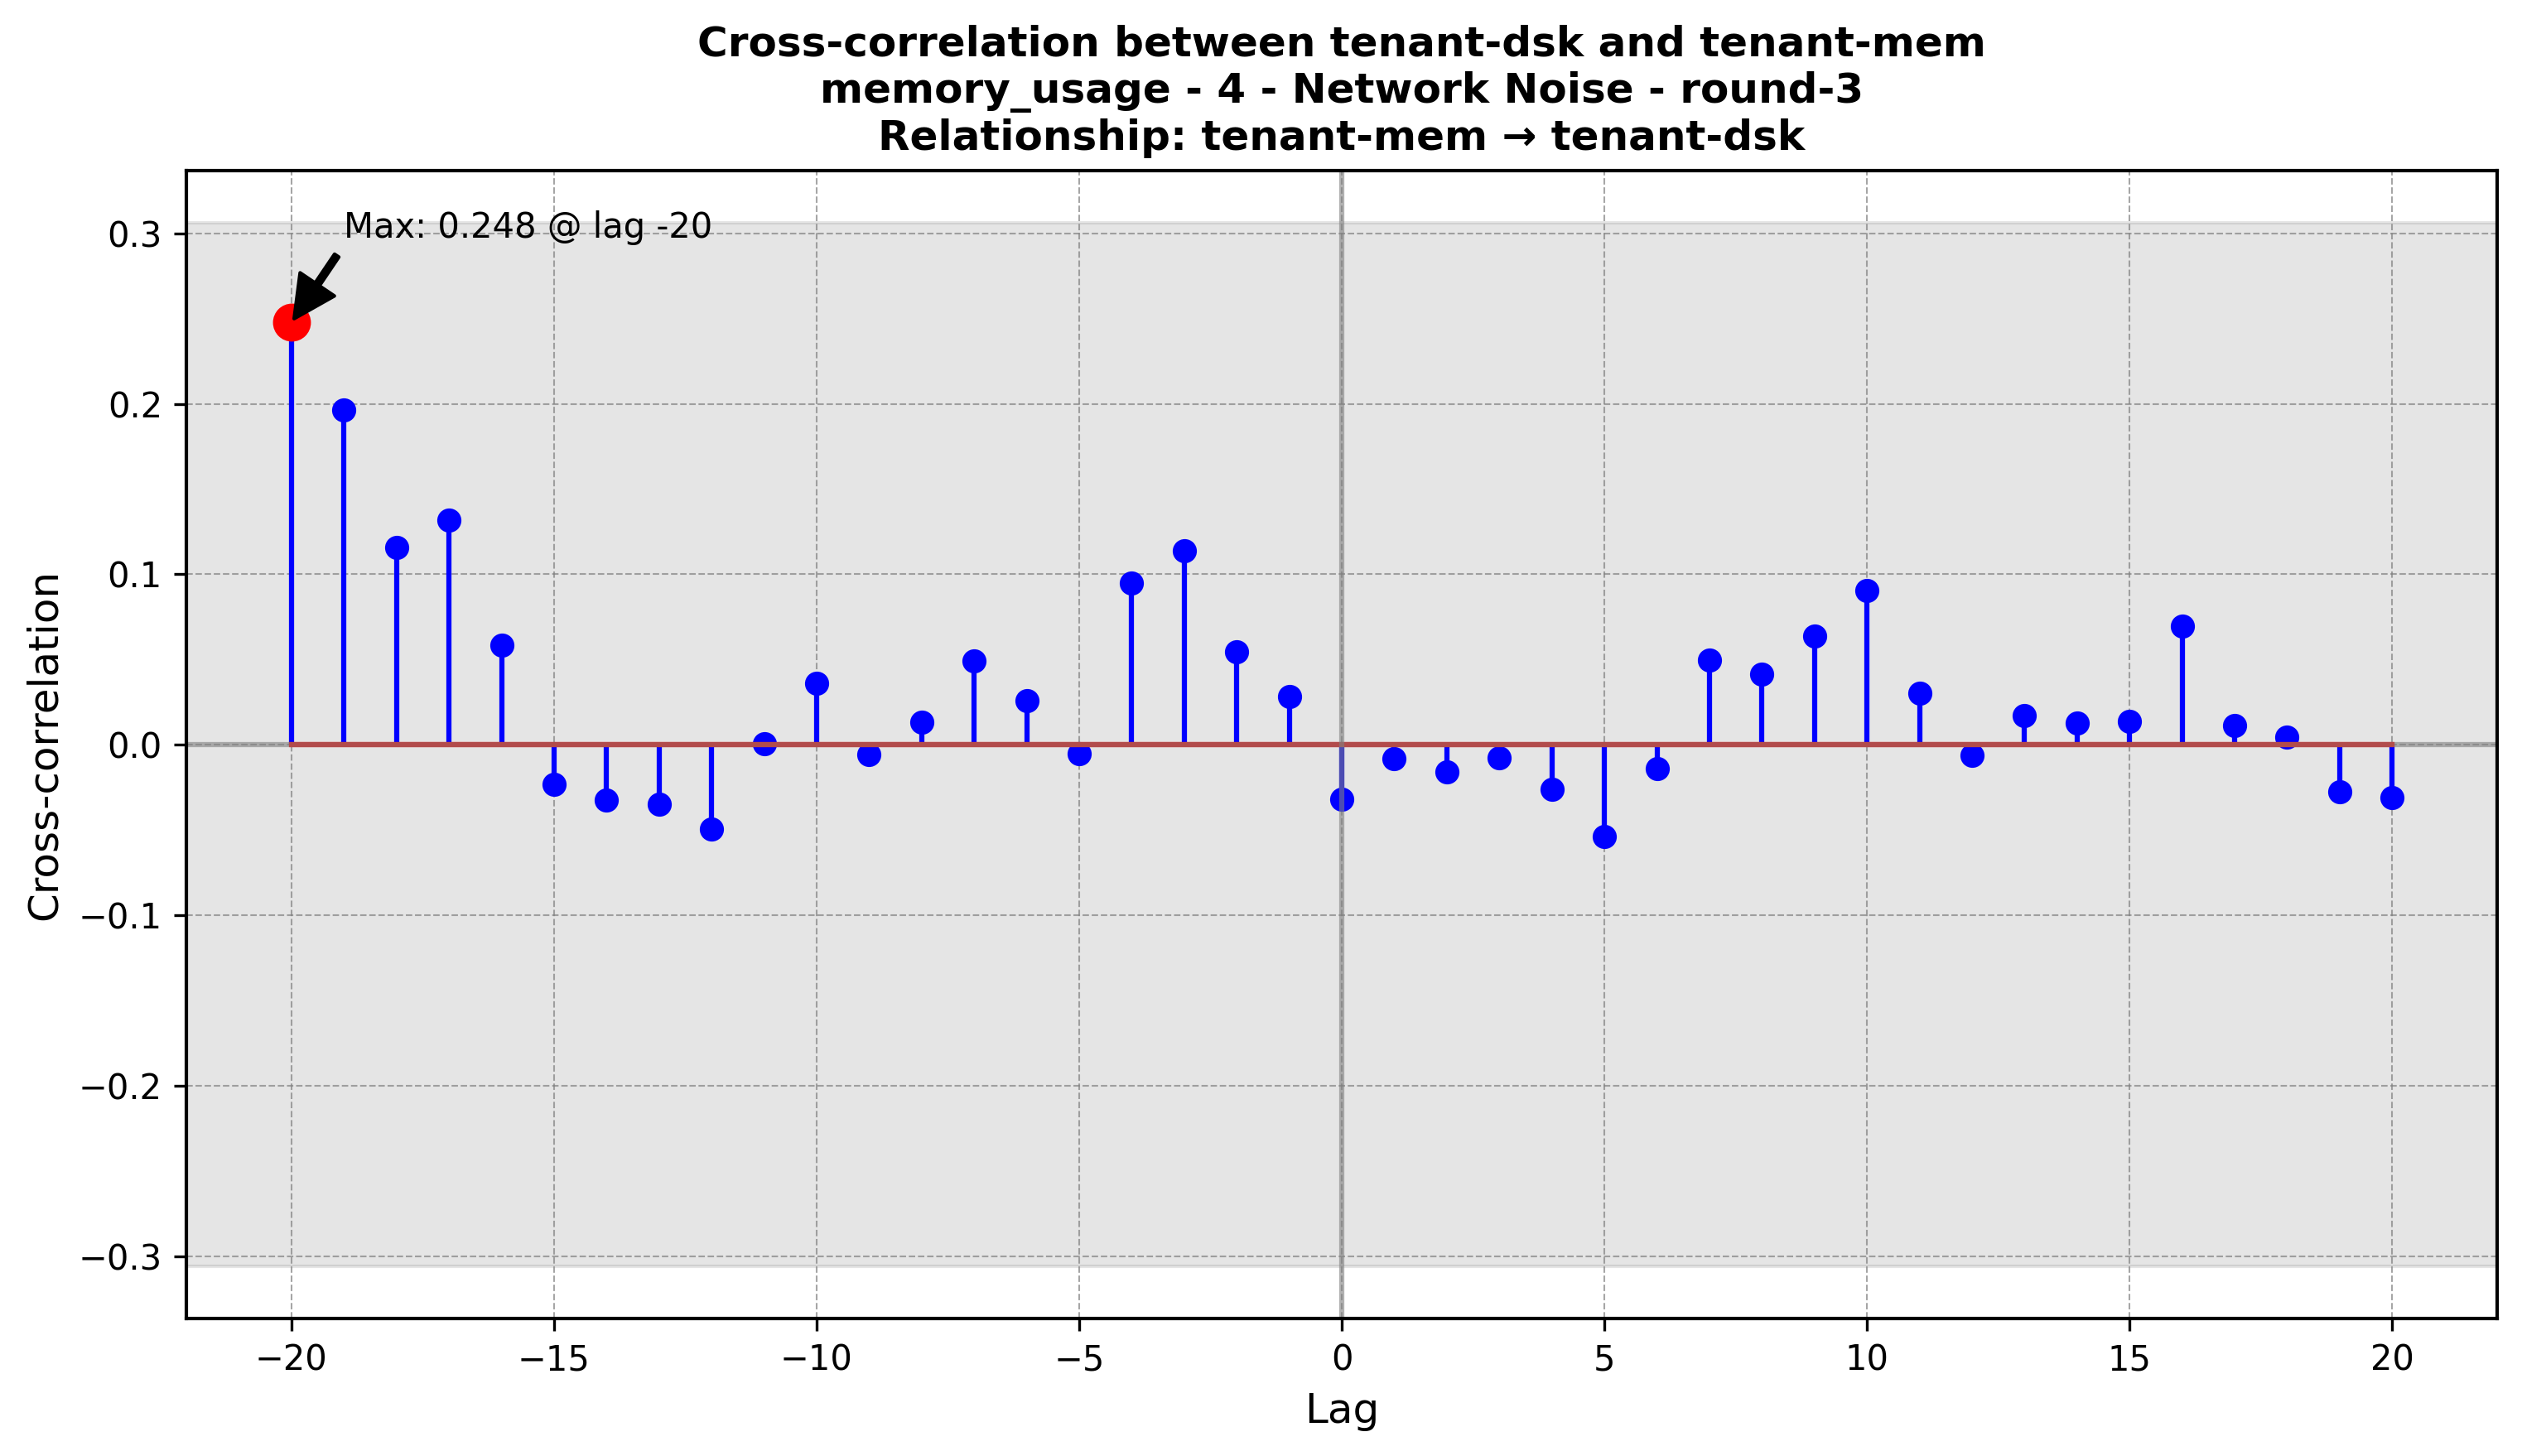 Cross-correlation between tenant-dsk and tenant-mem
memory_usage - 4 - Network Noise - round-3
Relationship: tenant-mem → tenant-dsk
Max: 0.248 @ lag -20
0.3
0.2
0.1
0.0
−0.1
−0.2
−0.3
Cross-correlation
−20 −15 −10 −5 0 5 10 15 20
Lag